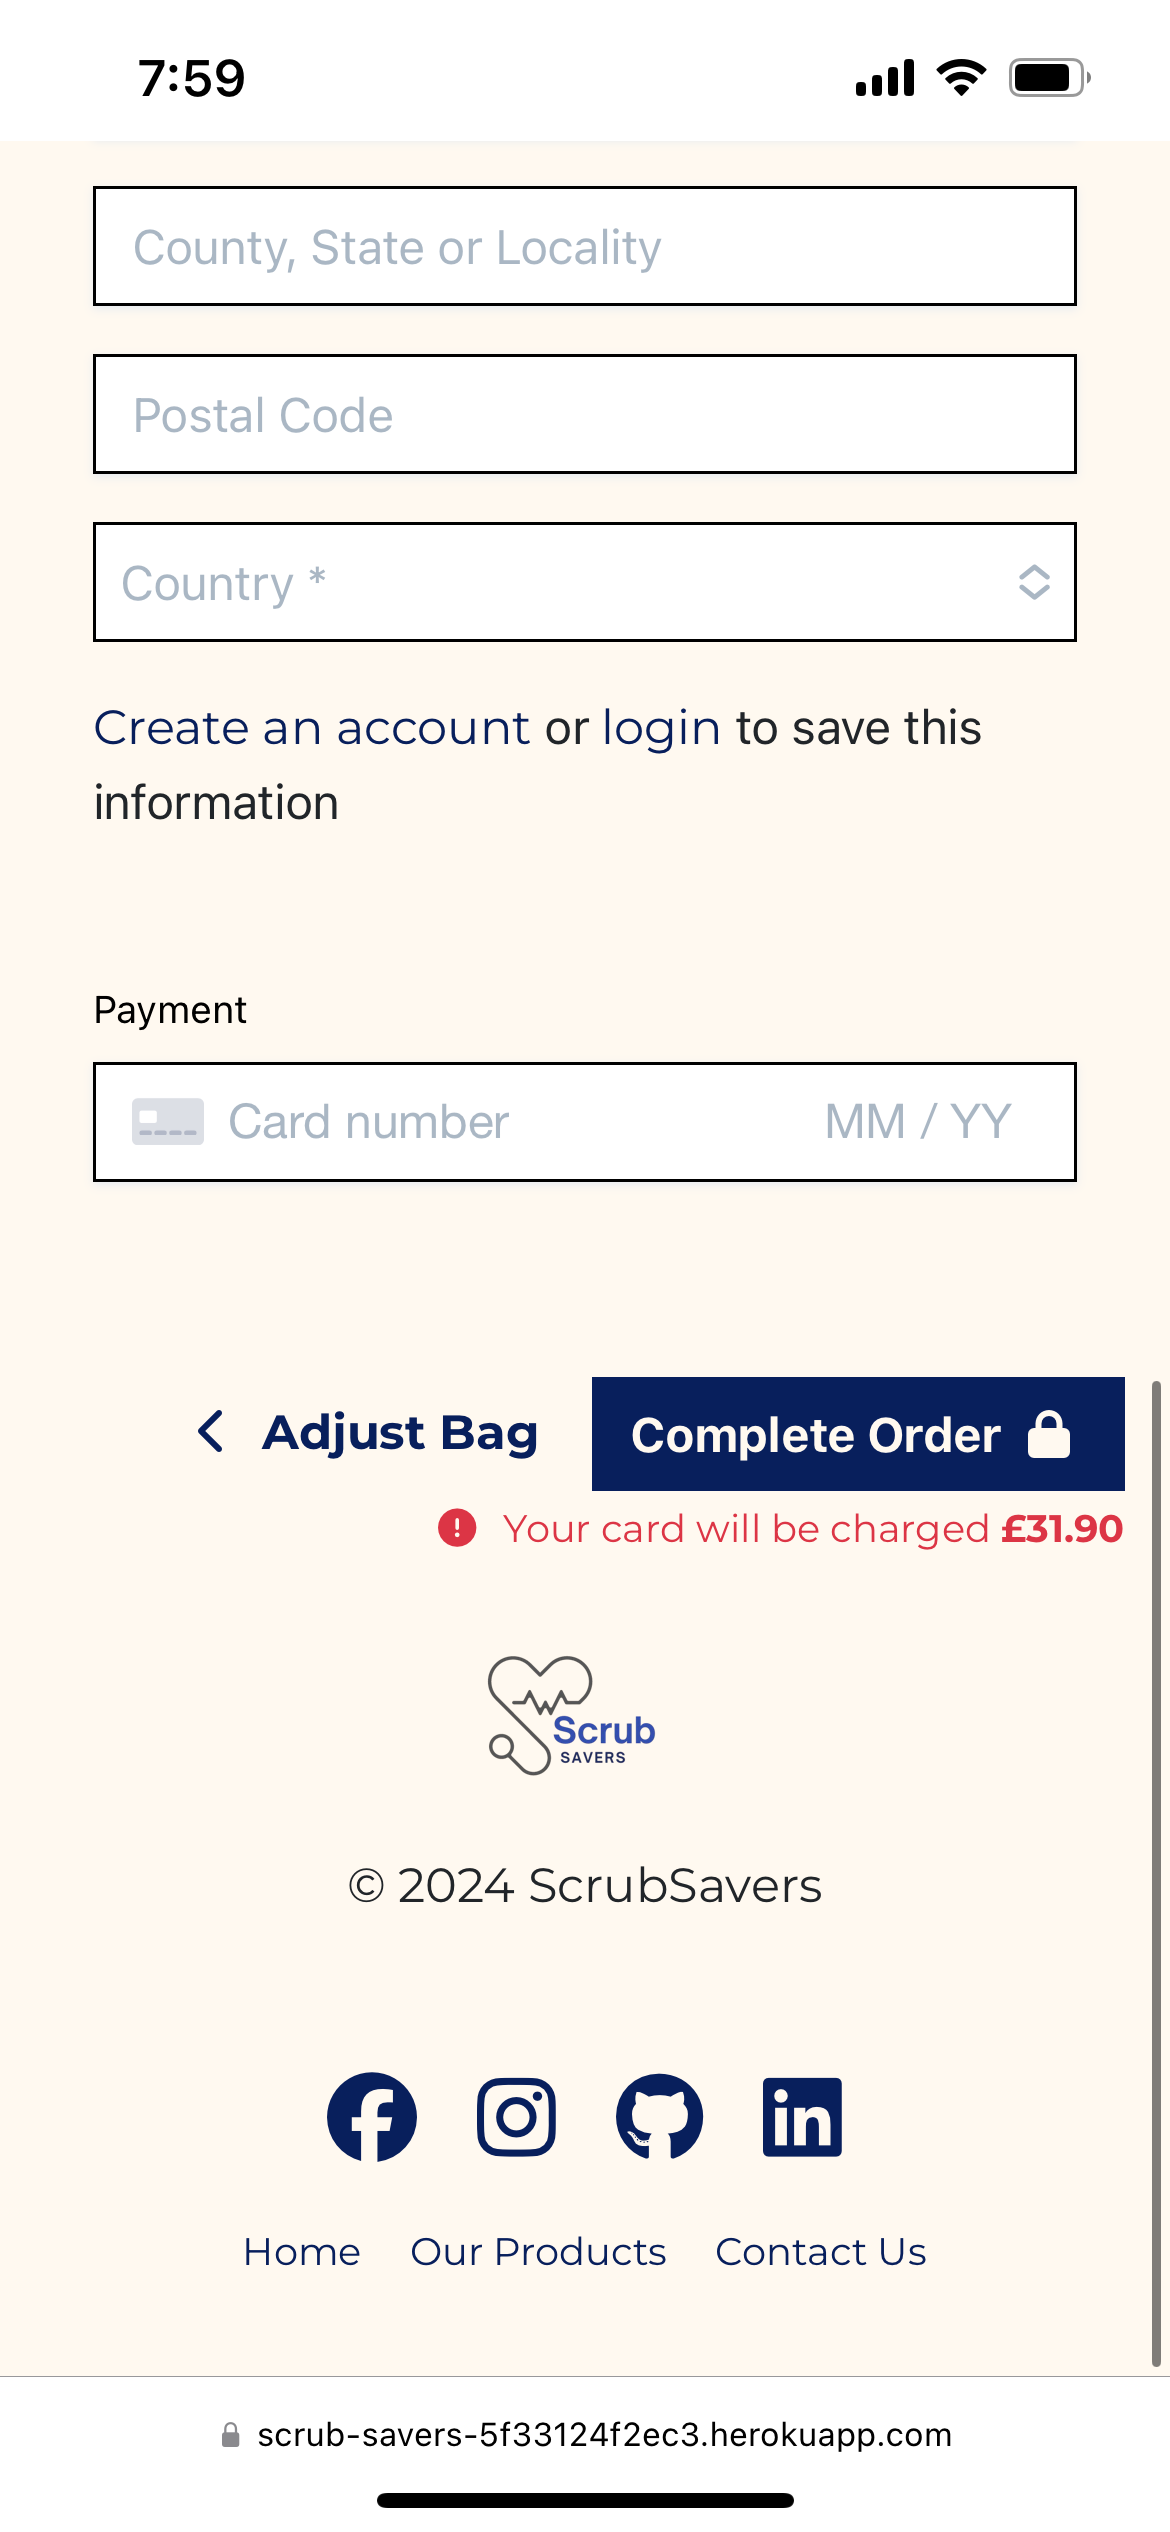 7:59
County, State or Locality
Postal Code
Country *
Create an account or login to save this
information
Payment
Card number MM / YY
Adjust Bag Complete Order
Your card will be charged £31.90
Scrub
SAVERS
© 2024 ScrubSavers
Home Our Products Contact Us
scrub-savers-5f33124f2ec3.herokuapp.com